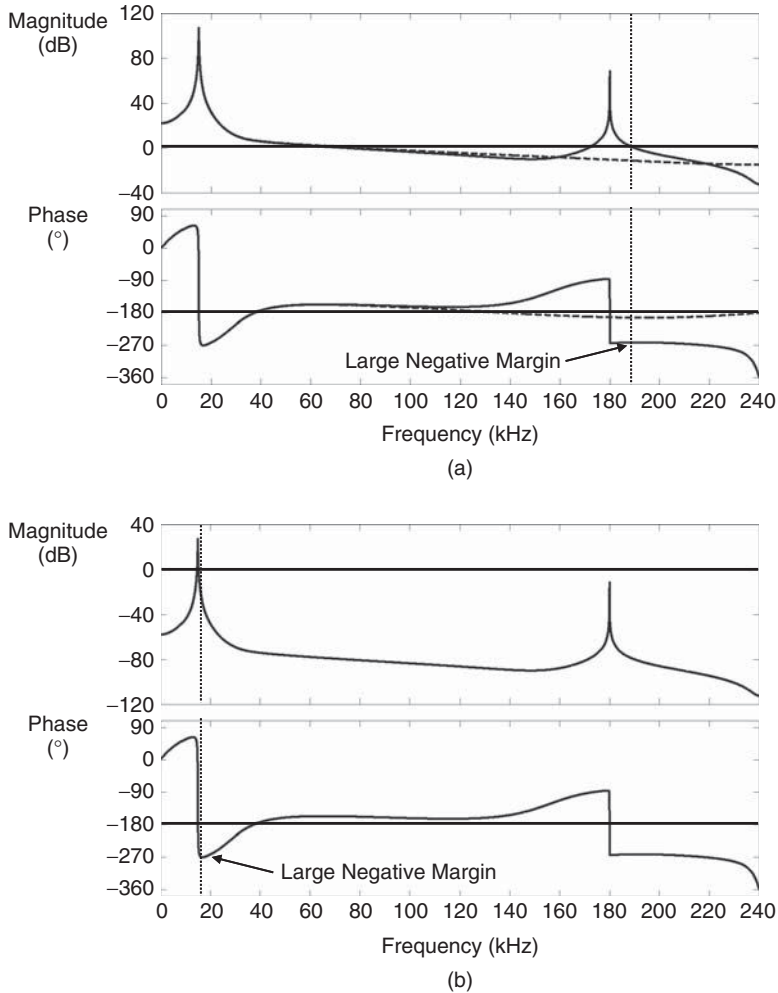 Magnitude
(dB)
120
80
40
0
−40
Phase
(°)
90
0
−90
−180
−270
−360
Large Negative Margin
0 20 40 60 80 100 120 140 160 180 200 220 240
Frequency (kHz)
(a)
Magnitude
(dB)
40
0
−40
−80
−120
Phase
(°)
90
0
−90
−180
−270
−360
Large Negative Margin
0 20 40 60 80 100 120 140 160 180 200 220 240
Frequency (kHz)
(b)